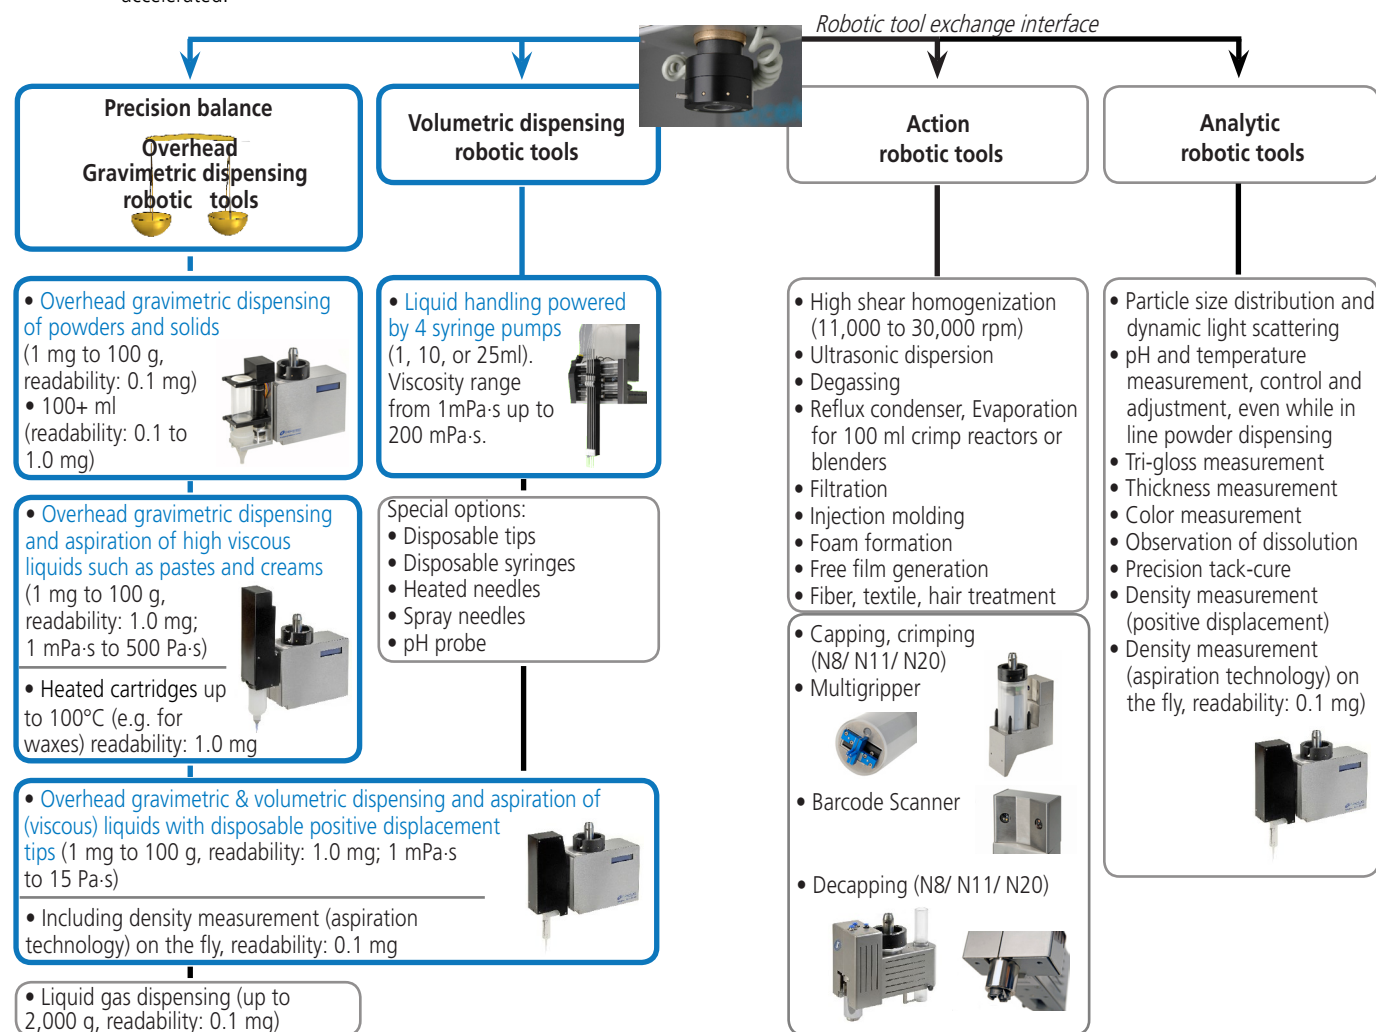 accelerated.
Robotic tool exchange interface
Precision balance
Overhead
Gravimetric dispensing
robotic tools
• Overhead gravimetric dispensing
of powders and solids
(1 mg to 100 g,
readability: 0.1 mg)
• 100+ ml
(readability: 0.1 to
1.0 mg)
• Overhead gravimetric dispensing
and aspiration of high viscous
liquids such as pastes and creams
(1 mg to 100 g,
readability: 1.0 mg;
1 mPa·s to 500 Pa·s)
• Heated cartridges up
to 100°C (e.g. for
waxes) readability: 1.0 mg
Volumetric dispensing
robotic tools
• Liquid handling powered
by 4 syringe pumps
(1, 10, or 25ml).
Viscosity range
from 1mPa·s up to
200 mPa·s.
Special options:
• Disposable tips
• Disposable syringes
• Heated needles
• Spray needles
• pH probe
• Overhead gravimetric & volumetric dispensing and aspiration of
(viscous) liquids with disposable positive displacement
tips (1 mg to 100 g, readability: 1.0 mg; 1 mPa·s
to 15 Pa·s)
• Including density measurement (aspiration
technology) on the fly, readability: 0.1 mg
• Liquid gas dispensing (up to
2,000 g, readability: 0.1 mg)
Action
robotic tools
• High shear homogenization
(11,000 to 30,000 rpm)
• Ultrasonic dispersion
• Degassing
• Reflux condenser, Evaporation
for 100 ml crimp reactors or
blenders
• Filtration
• Injection molding
• Foam formation
• Free film generation
• Fiber, textile, hair treatment
• Capping, crimping
(N8/ N11/ N20)
• Multigripper
• Barcode Scanner
• Decapping (N8/ N11/ N20)
Analytic
robotic tools
• Particle size distribution and
dynamic light scattering
• pH and temperature
measurement, control and
adjustment, even while in
line powder dispensing
• Tri-gloss measurement
• Thickness measurement
• Color measurement
• Observation of dissolution
• Precision tack-cure
• Density measurement
(positive displacement)
• Density measurement
(aspiration technology) on
the fly, readability: 0.1 mg)